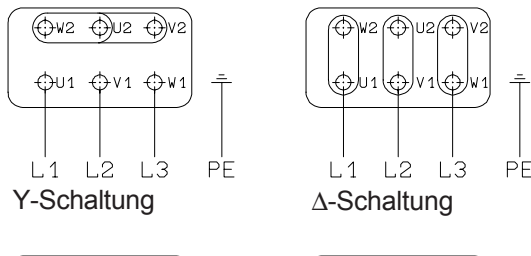 W2 U2 V2 W2 U2 V2
U1 V1 W1 U1 V1 W1
L1 L2 L3 PE L1 L2 L3 PE
Y-Schaltung Δ-Schaltung